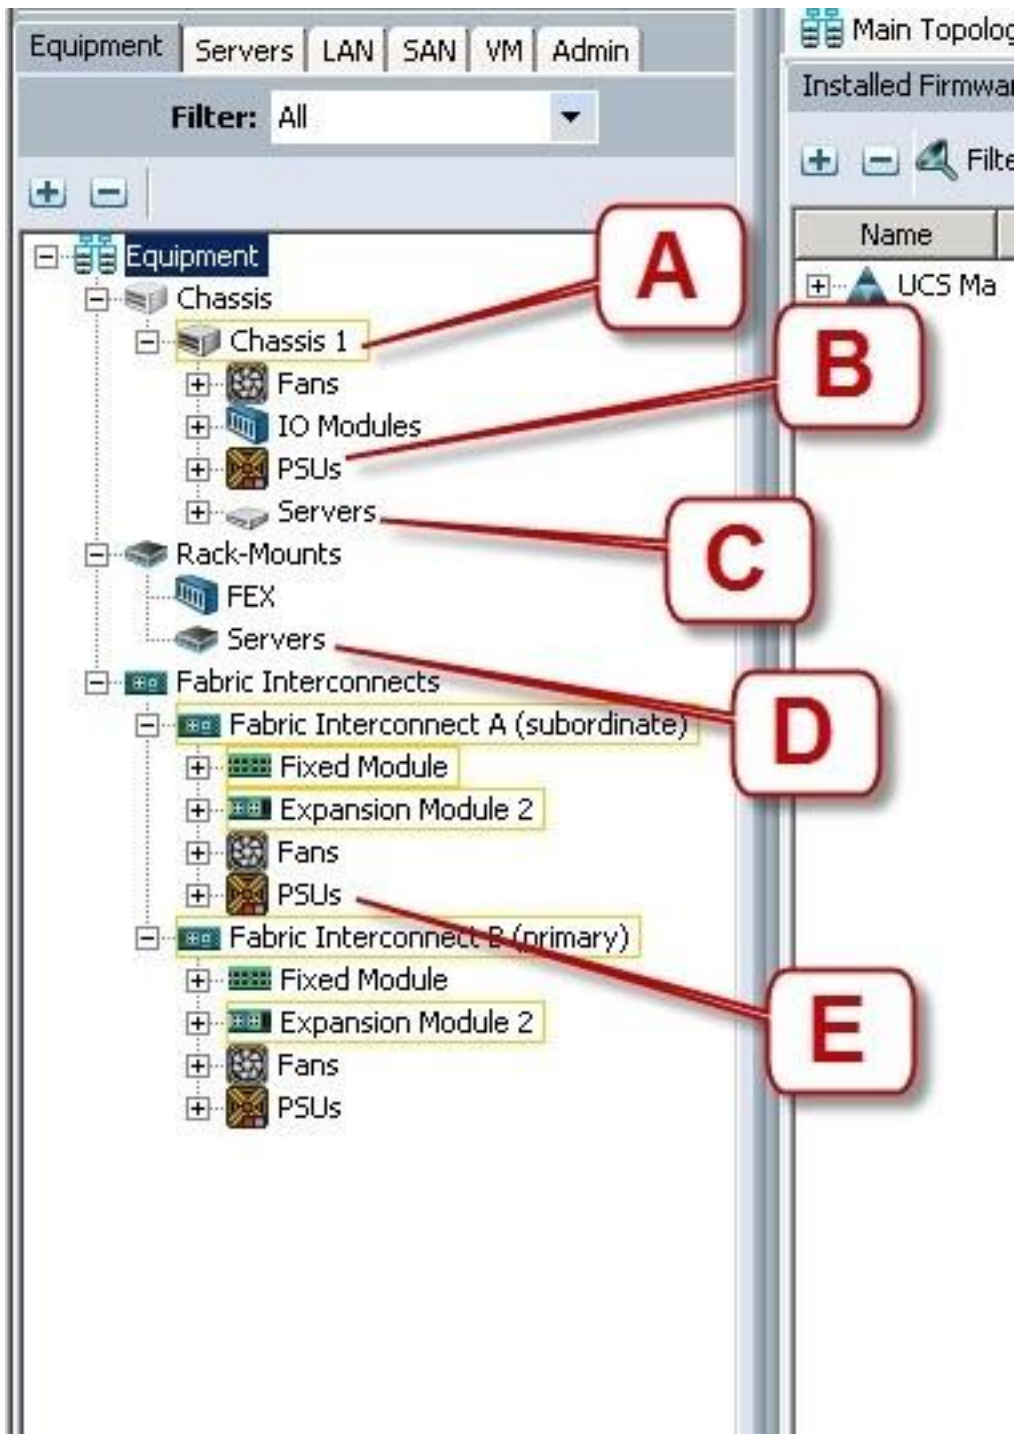 Equipment Servers LAN SAN VM Admin
Filter: All
Equipment
Chassis
Chassis 1
Fans
IO Modules
PSUs
Servers
Rack-Mounts
FEX
Servers
Fabric Interconnects
Fabric Interconnect A (subordinate)
Fixed Module
Expansion Module 2
Fans
PSUs
Fabric Interconnect B (primary)
Fixed Module
Expansion Module 2
Fans
PSUs
A
B
C
D
E
Main Topolog
Installed Firmwar
Filte
Name
UCS Ma